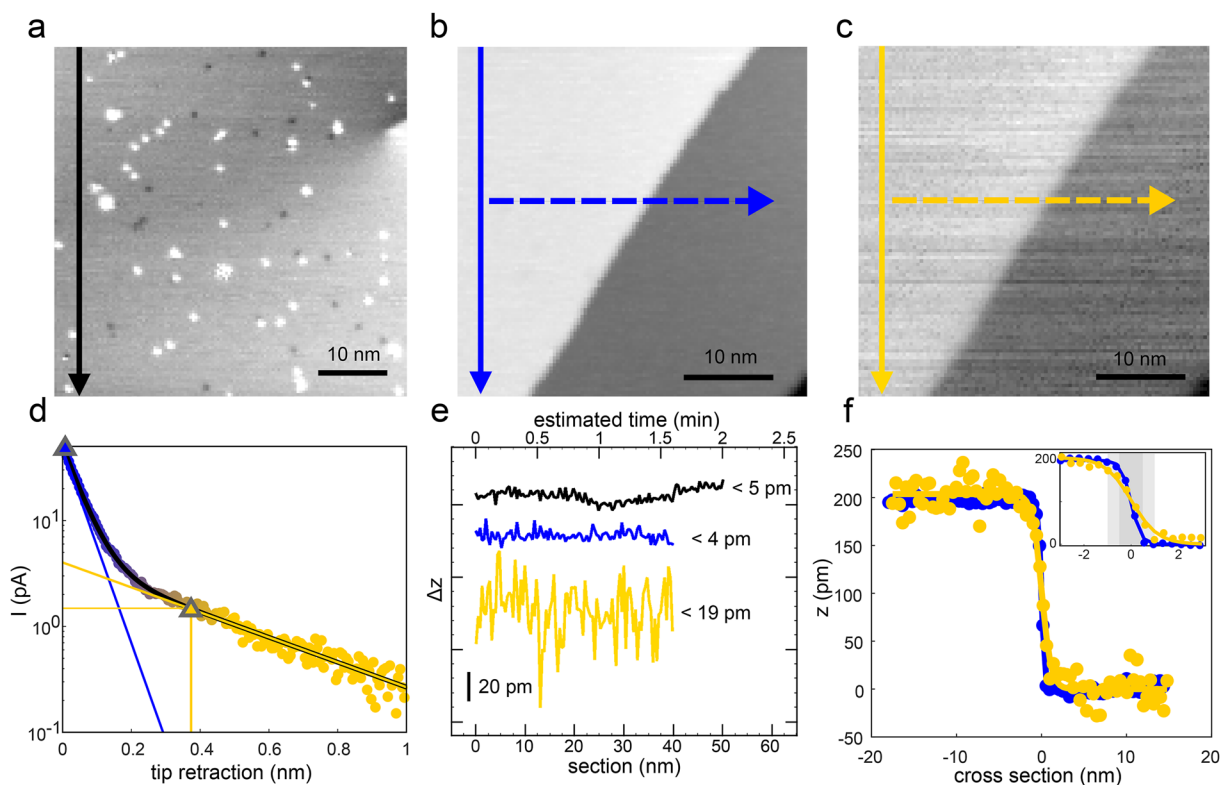 a
b
c
10 nm
10 nm
10 nm
d
e
f
I (pA)
10¹
10⁰
10⁻¹
0 0.2 0.4 0.6 0.8 1
tip retraction (nm)
estimated time (min)
0 0.5 1 1.5 2 2.5
Δz
< 5 pm
< 4 pm
< 19 pm
20 pm
0 10 20 30 40 50 60
section (nm)
z (pm)
250
200
150
100
50
0
-50
-20 -10 0 10 20
cross section (nm)
200
0
-2 0 2